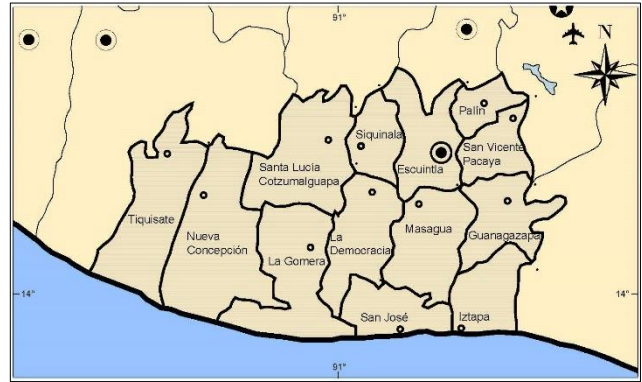 91°
N
Palín
Siquinala
San Vicente
Pacaya
Santa Lucía
Cotzumalguapa
Escuintla
Tiquisate
Nueva
Concepción
La
Democracia
Masagua
Guanagazapa
La Gomera
14°
14°
San José
Iztapa
91°